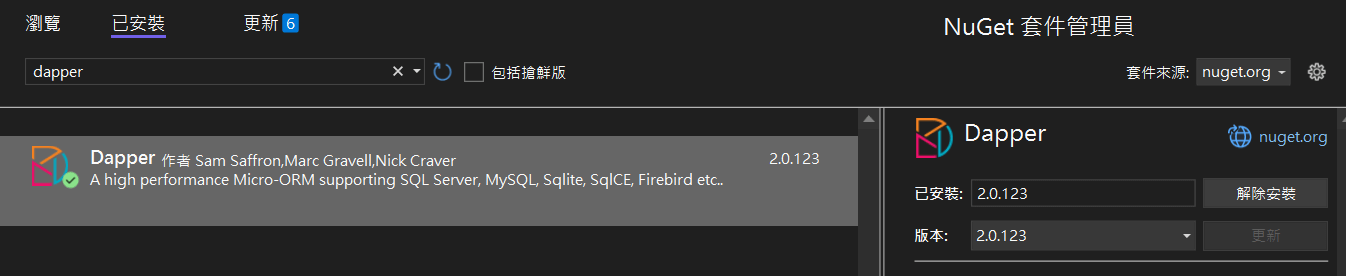 瀏覽 已安裝 更新 6 NuGet 套件管理員
dapper 包括搶鮮版 套件來源: nuget.org
Dapper 作者 Sam Saffron,Marc Gravell,Nick Craver 2.0.123
A high performance Micro-ORM supporting SQL Server, MySQL, Sqlite, SqlCE, Firebird etc..
Dapper nuget.org
已安裝: 2.0.123 解除安裝
版本: 2.0.123 更新